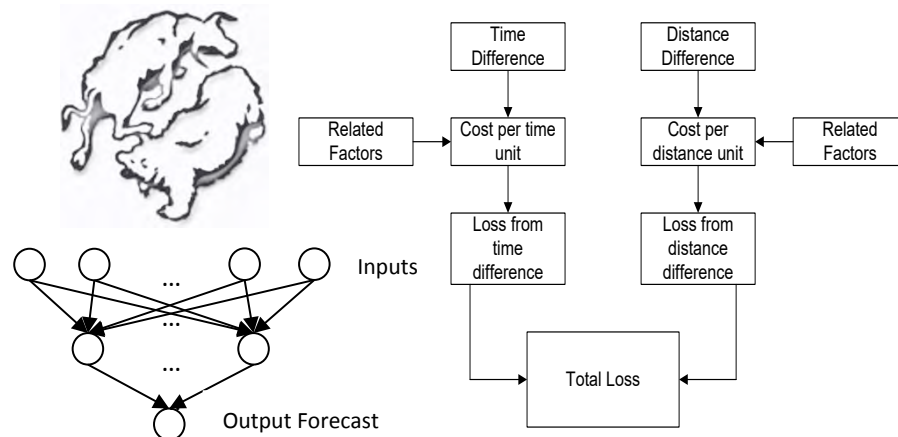 Time
Difference
Distance
Difference
Related
Factors
Cost per time
unit
Cost per
distance unit
Related
Factors
Loss from
time
difference
Loss from
distance
difference
Inputs
...
...
...
Total Loss
Output Forecast